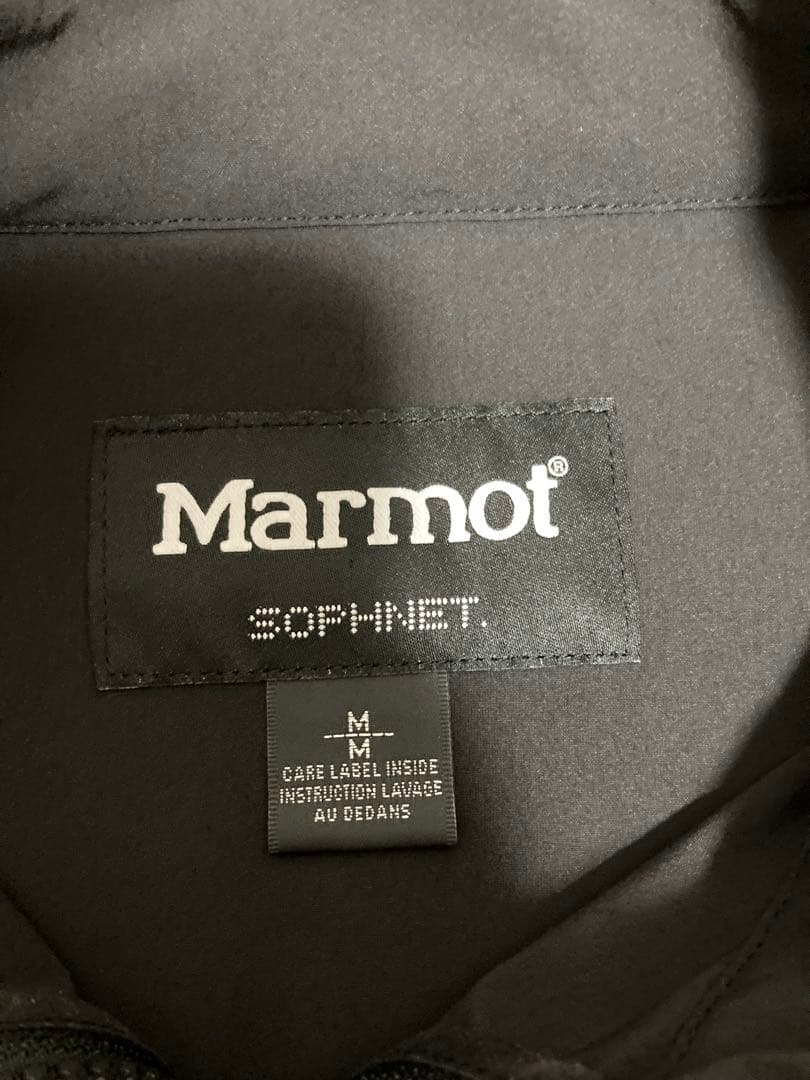 Marmot®
SOPHNET.
M
M
CARE LABEL INSIDE
INSTRUCTION LAVAGE
AU DEDANS